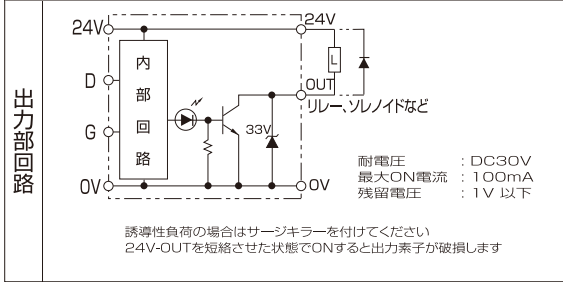 出力部回路
24V
24V
D
内部回路
L
OUT
リレー、ソレノイドなど
G
33V
0V
0V
耐電圧 : DC30V
最大ON電流 : 100mA
残留電圧 : 1V 以下
誘導性負荷の場合はサージキラーを付けてください
24V-OUTを短絡させた状態でONすると出力素子が破損します